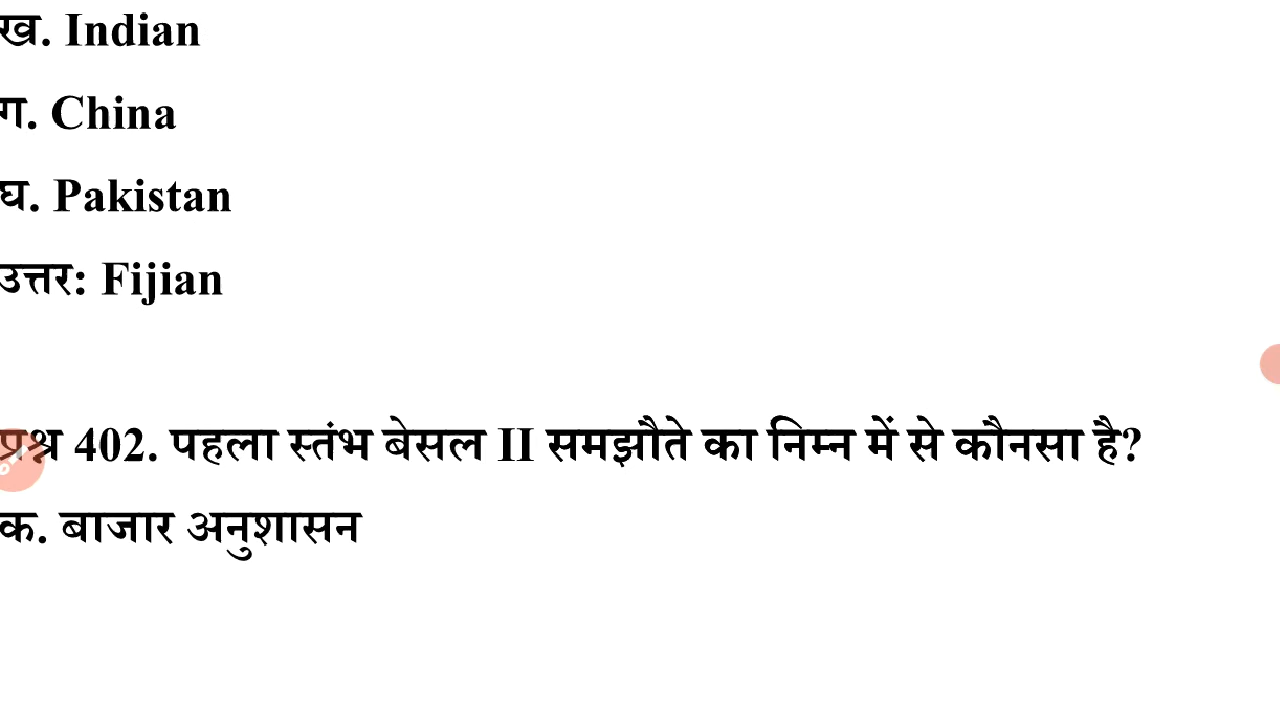 ख. Indian
ग. China
घ. Pakistan
उत्तर: Fijian
प्रश्न 402. पहला स्तंभ बेसल II समझौते का निम्न में से कौनसा है?
क. बाजार अनुशासन